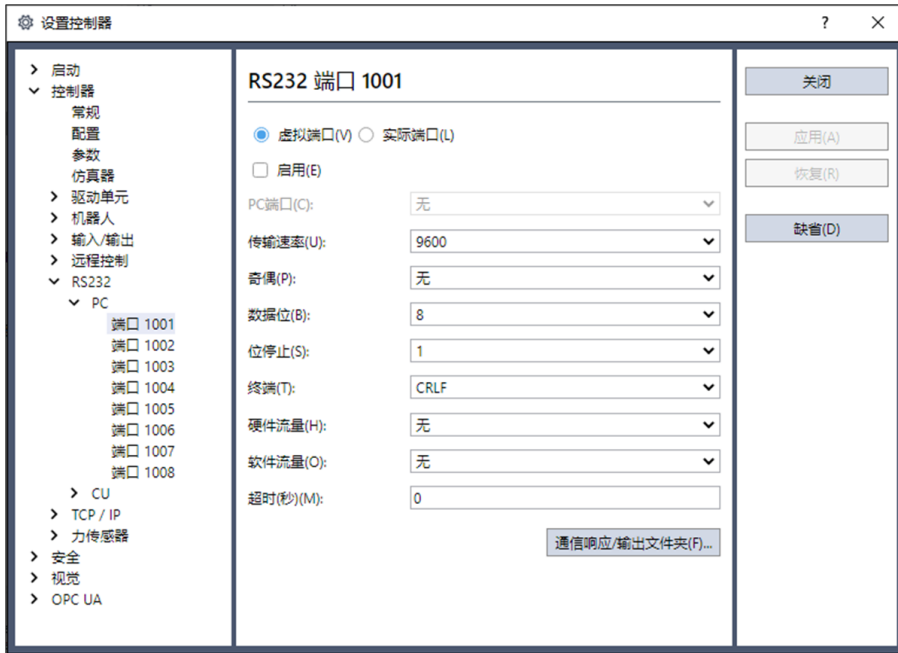 设置控制器
?
启动
控制器
常规
配置
参数
仿真器
驱动单元
机器人
输入/输出
远程控制
RS232
PC
端口 1001
端口 1002
端口 1003
端口 1004
端口 1005
端口 1006
端口 1007
端口 1008
CU
TCP / IP
力传感器
安全
视觉
OPC UA
RS232 端口 1001
虚拟端口(V) 实际端口(L)
启用(E)
PC端口(C): 无
传输速率(U): 9600
奇偶(P): 无
数据位(B): 8
位停止(S): 1
终端(T): CRLF
硬件流量(H): 无
软件流量(O): 无
超时(秒)(M): 0
通信响应/输出文件夹(F)...
关闭
应用(A)
恢复(R)
缺省(D)